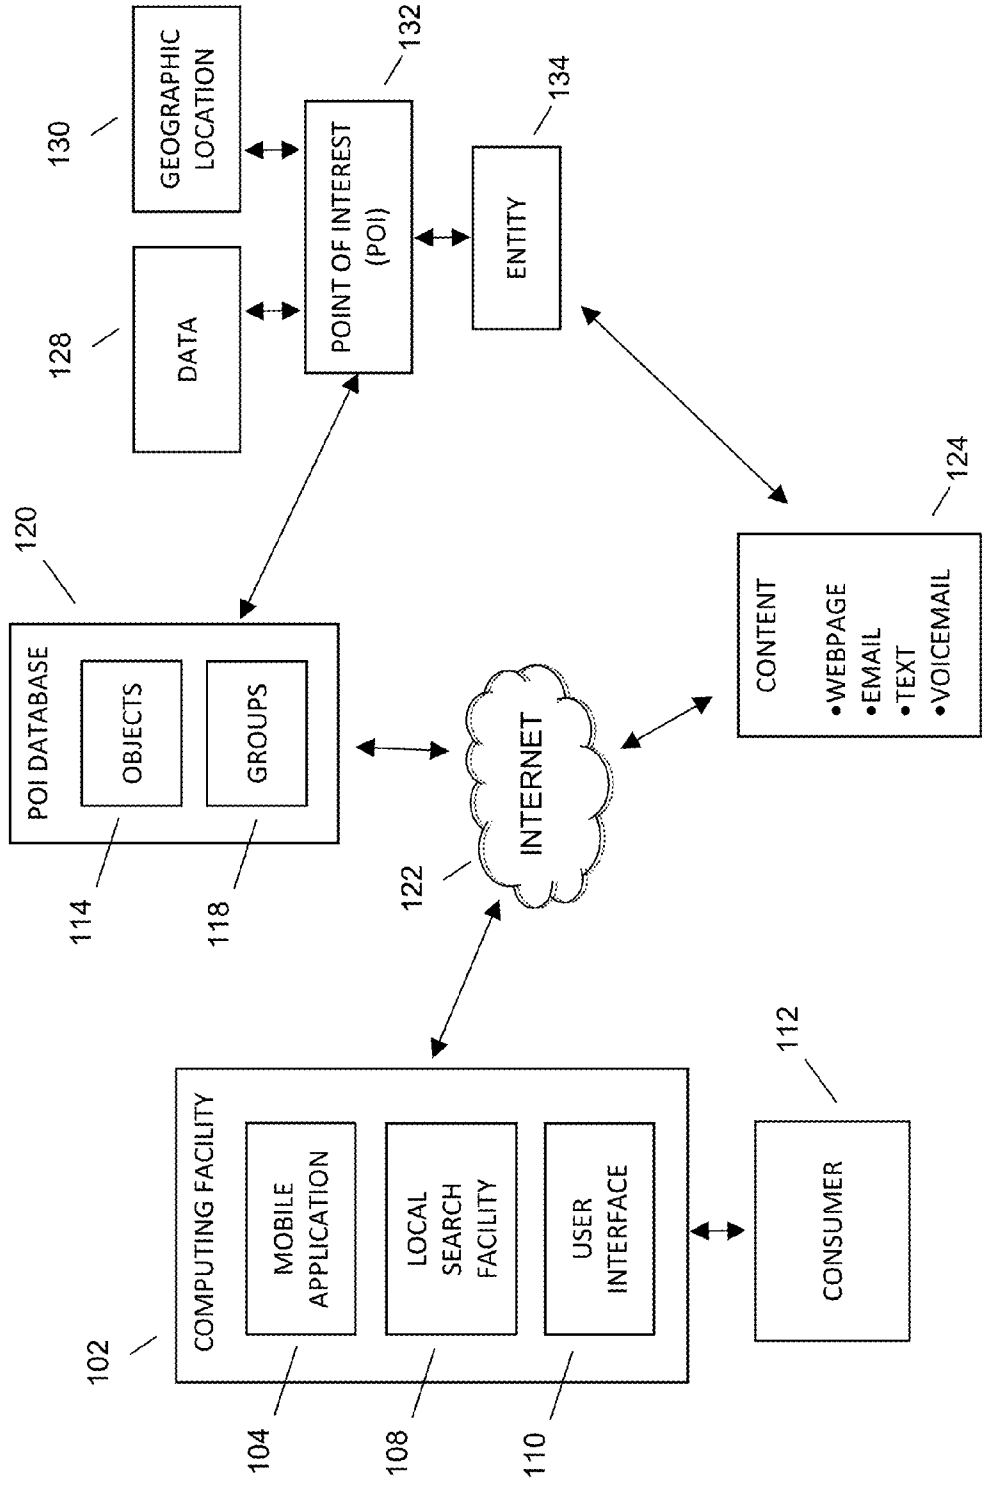 102
COMPUTING FACILITY
104
MOBILE
APPLICATION
108
LOCAL
SEARCH
FACILITY
110
USER
INTERFACE
CONSUMER
112
120
POI DATABASE
114
OBJECTS
118
GROUPS
122
INTERNET
CONTENT
•WEBPAGE
•EMAIL
•TEXT
•VOICEMAIL
124
128
DATA
130
GEOGRAPHIC
LOCATION
POINT OF INTEREST
(POI)
132
ENTITY
134